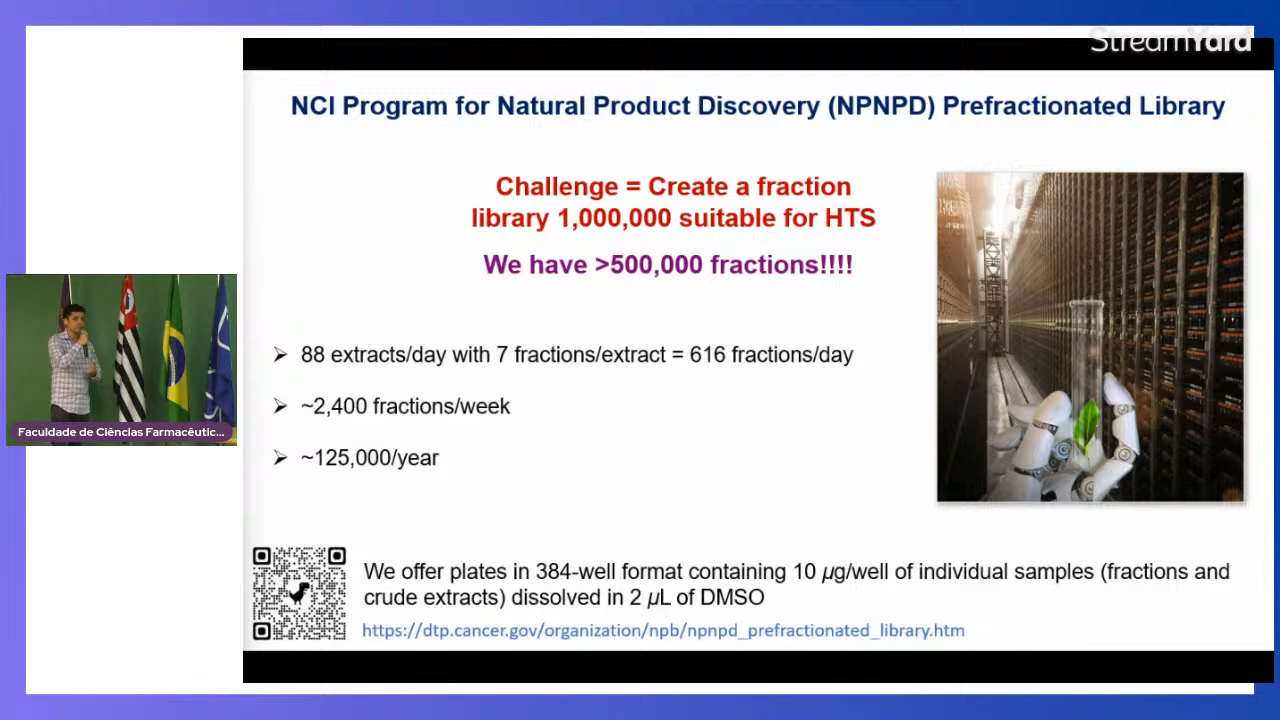 StreamYard
NCI Program for Natural Product Discovery (NPNPD) Prefractionated Library
Challenge = Create a fraction
library 1,000,000 suitable for HTS
We have >500,000 fractions!!!!
➢ 88 extracts/day with 7 fractions/extract = 616 fractions/day
➢ ~2,400 fractions/week
➢ ~125,000/year
Faculdade de Ciências Farmacêutic...
We offer plates in 384-well format containing 10 µg/well of individual samples (fractions and
crude extracts) dissolved in 2 µL of DMSO
https://dtp.cancer.gov/organization/npb/npnpd_prefractionated_library.htm